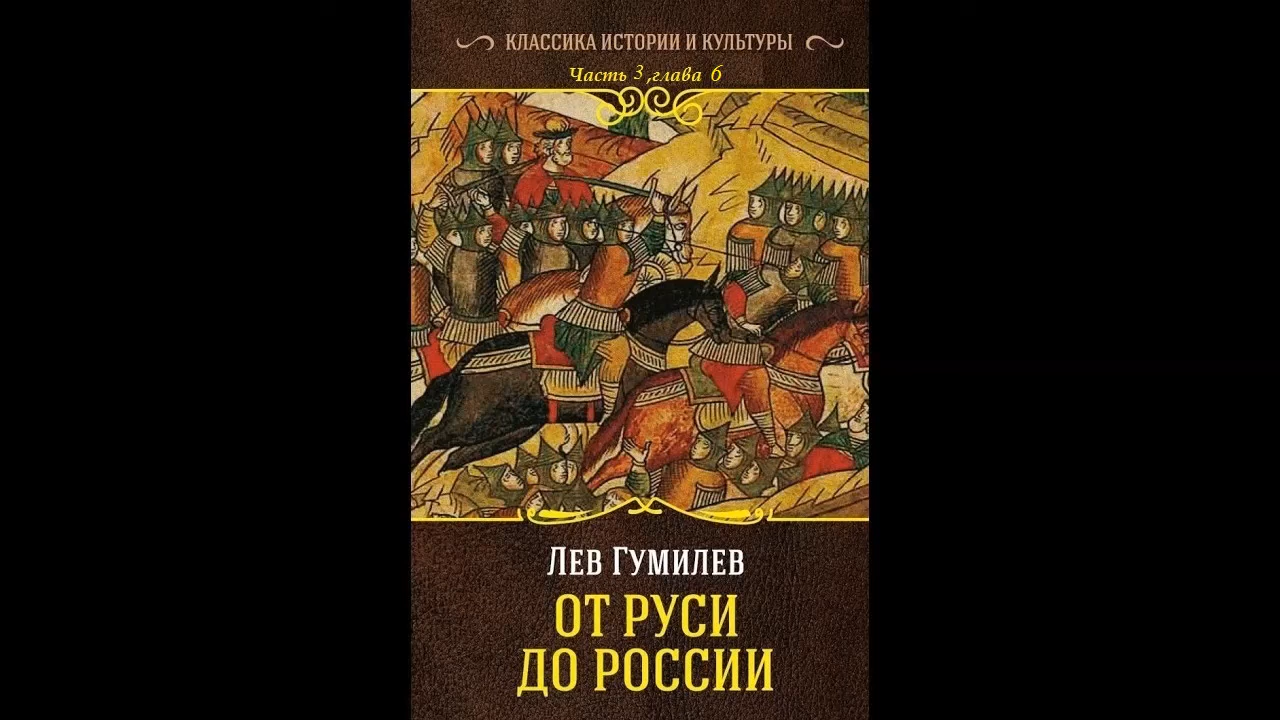 КЛАССИКА ИСТОРИИ И КУЛЬТУРЫ
Часть 3,глава 6
ЛЕВ ГУМИЛЕВ
ОТ РУСИ
ДО РОССИИ